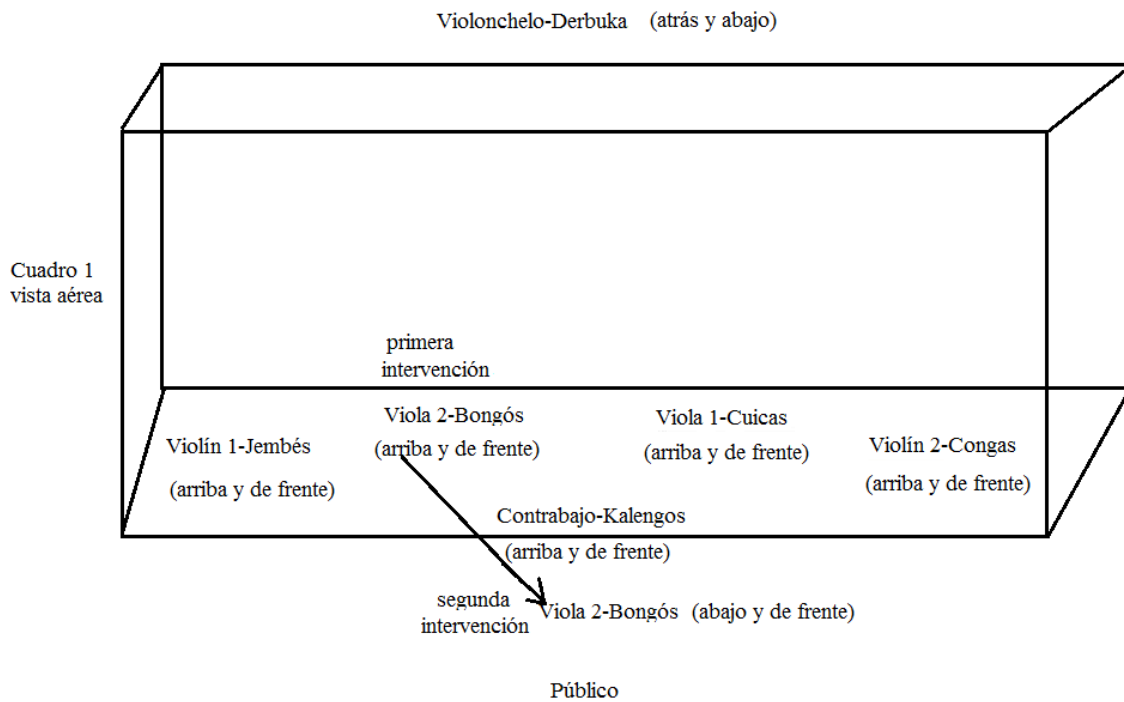 Violonchelo-Derbuka (atrás y abajo)
Cuadro 1
vista aérea
primera
intervención
Viola 2-Bongós
(arriba y de frente)
Viola 1-Cuicas
(arriba y de frente)
Violín 1-Jembés
(arriba y de frente)
Violín 2-Congas
(arriba y de frente)
Contrabajo-Kalengos
(arriba y de frente)
segunda
intervención
Viola 2-Bongós (abajo y de frente)
Público